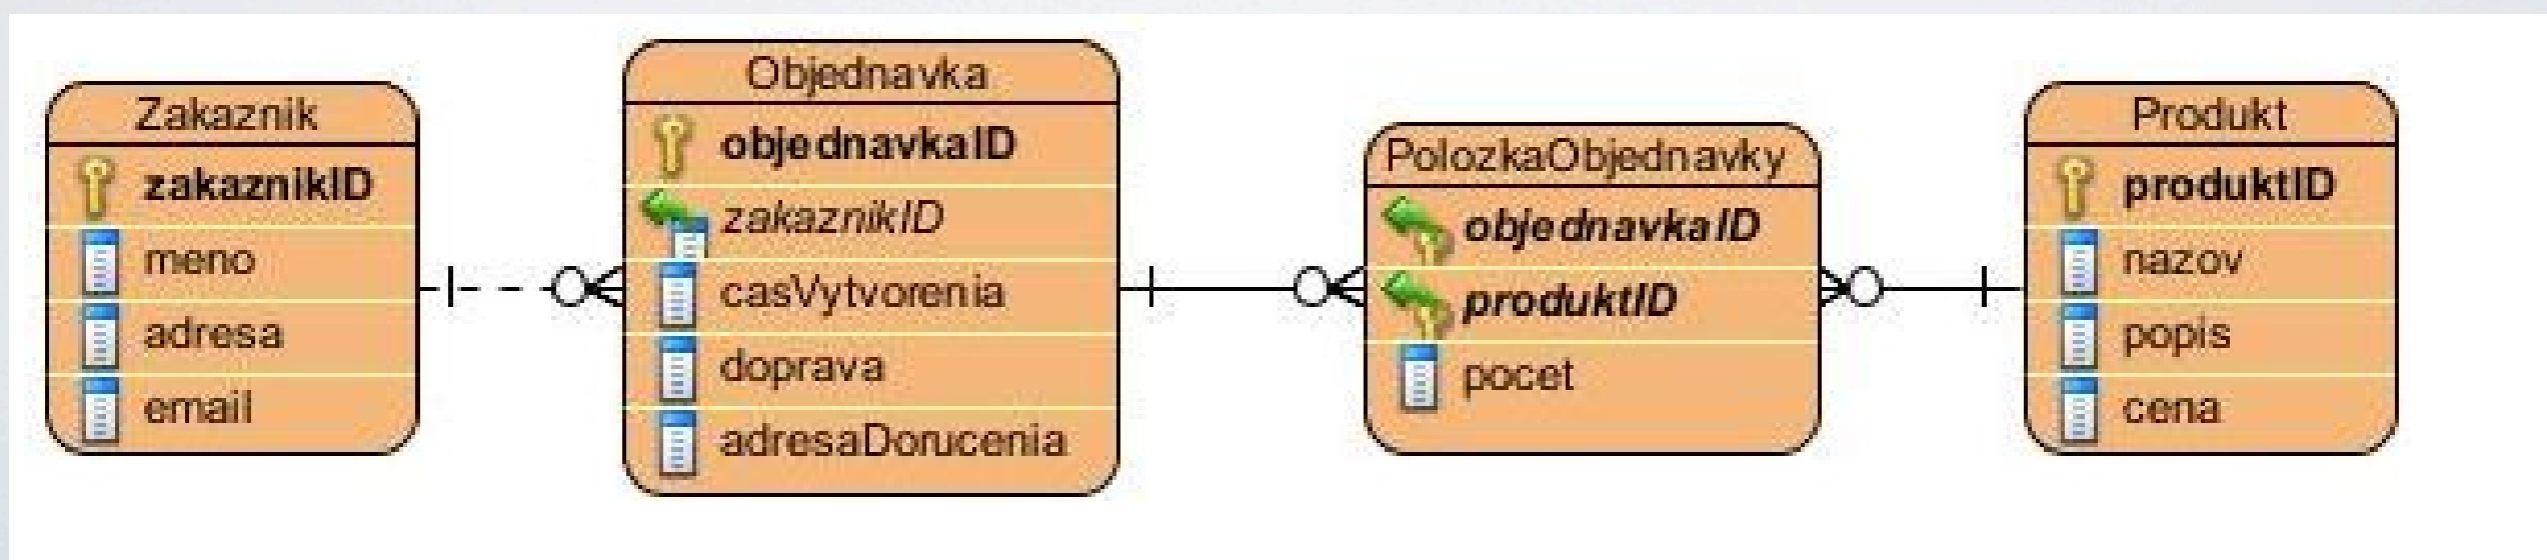 Zakaznik
zakaznikID
meno
adresa
email
Objednavka
objednavkaID
zakaznikID
casVytvorenia
doprava
adresaDorucenia
PolozkaObjednavky
objednavkaID
produktID
pocet
Produkt
produktID
nazov
popis
cena